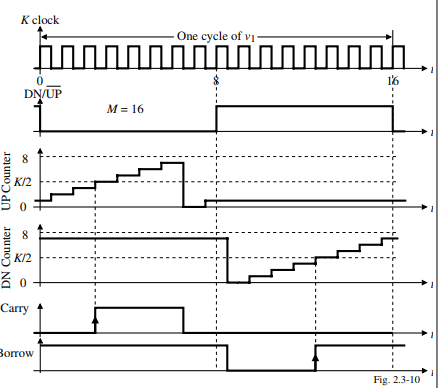 K clock
One cycle of v1
t
0
8
16
DN/UP
M = 16
t
UP Counter
8
K/2
0
t
DN Counter
8
K/2
0
t
Carry
t
Borrow
t
Fig. 2.3-10